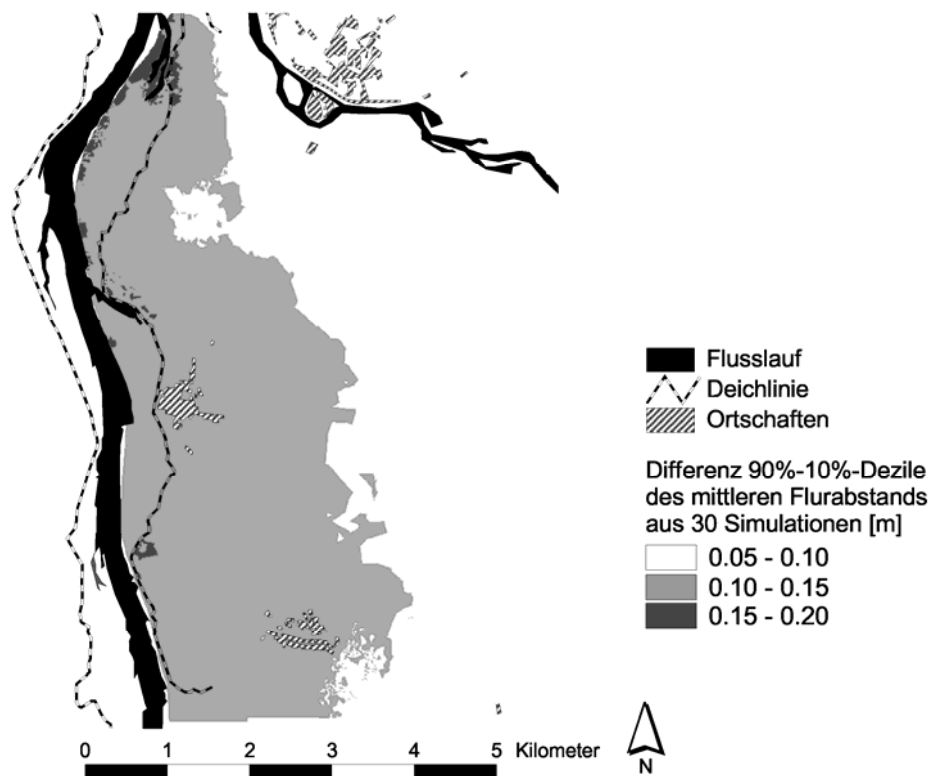 Flusslauf
Deichlinie
Ortschaften
Differenz 90%-10%-Dezile
des mittleren Flurabstands
aus 30 Simulationen [m]
0.05 - 0.10
0.10 - 0.15
0.15 - 0.20
0 1 2 3 4 5 Kilometer
N